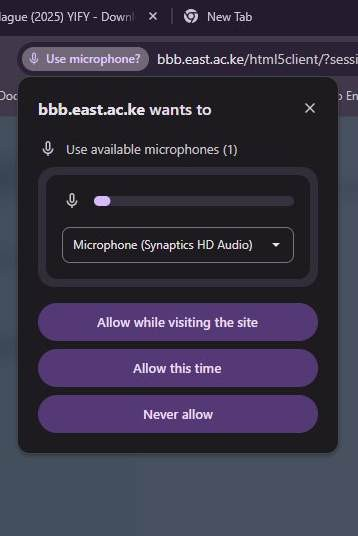 lague (2025) YIFY - Downl
New Tab
Use microphone? bbb.east.ac.ke/html5client/?sessi
Doc
o En
bbb.east.ac.ke wants to
Use available microphones (1)
Microphone (Synaptics HD Audio)
Allow while visiting the site
Allow this time
Never allow